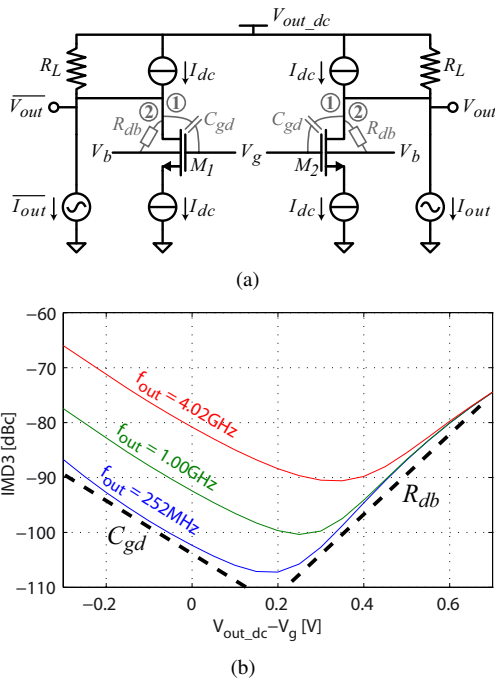 V_out_dc
R_L I_dc I_dc R_L
V̅o̅u̅t̅ ② ① C_gd ① ② V_out
R_db C_gd R_db
V_b M_1 V_g M_2 V_b
I̅o̅u̅t̅ I_dc I_dc I_out
(a)
-60
-70
-80
-90
-100
-110
IMD3 [dBc]
f_out = 4.02GHz
f_out = 1.00GHz
f_out = 252MHz
C_gd
R_db
-0.2 0 0.2 0.4 0.6
V_out_dc-V_g [V]
(b)